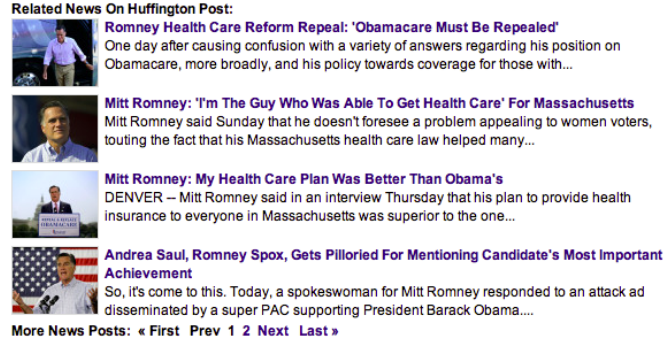 Related News On Huffington Post:
Romney Health Care Reform Repeal: 'Obamacare Must Be Repealed'
One day after causing confusion with a variety of answers regarding his position on
Obamacare, more broadly, and his policy towards coverage for those with...
Mitt Romney: 'I'm The Guy Who Was Able To Get Health Care' For Massachusetts
Mitt Romney said Sunday that he doesn't foresee a problem appealing to women voters,
touting the fact that his Massachusetts health care law helped many...
Mitt Romney: My Health Care Plan Was Better Than Obama's
DENVER -- Mitt Romney said in an interview Thursday that his plan to provide health
insurance to everyone in Massachusetts was superior to the one...
OBAMACARE
Andrea Saul, Romney Spox, Gets Pilloried For Mentioning Candidate's Most Important
Achievement
So, it's come to this. Today, a spokeswoman for Mitt Romney responded to an attack ad
disseminated by a super PAC supporting President Barack Obama....
More News Posts: « First Prev 1 2 Next Last »